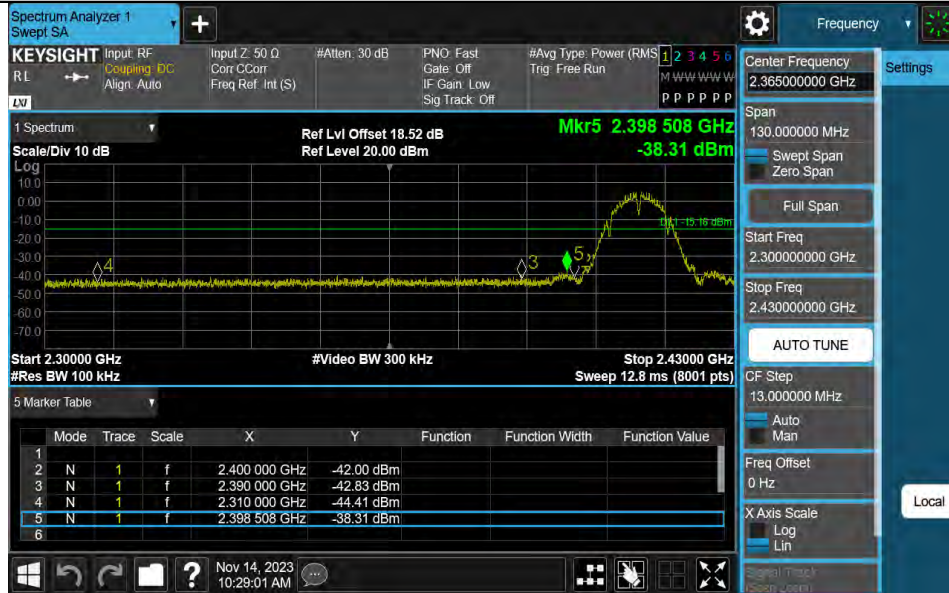 Spectrum Analyzer 1
Swept SA
Frequency
KEYSIGHT Input: RF
Coupling: DC
Align: Auto
RL
LXI
Input Z: 50 Ω
Corr CCorr
Freq Ref: Int (S)
#Atten: 30 dB
PNO: Fast
Gate: Off
IF Gain: Low
Sig Track: Off
#Avg Type: Power (RMS
Trig: Free Run
1 2 3 4 5 6
M W W W W W
P P P P P P
1 Spectrum
Scale/Div 10 dB
Ref Lvl Offset 18.52 dB
Ref Level 20.00 dBm
Mkr5 2.398 508 GHz
-38.31 dBm
Log
10.0
0.00
-10.0
-20.0
-30.0
-40.0
-50.0
-60.0
-70.0
DL1 -15.16 dBm
4
3
5
Start 2.30000 GHz
#Res BW 100 kHz
#Video BW 300 kHz
Stop 2.43000 GHz
Sweep 12.8 ms (8001 pts)
5 Marker Table
Mode Trace Scale X Y Function Function Width Function Value
1
2 N 1 f 2.400 000 GHz -42.00 dBm
3 N 1 f 2.390 000 GHz -42.83 dBm
4 N 1 f 2.310 000 GHz -44.41 dBm
5 N 1 f 2.398 508 GHz -38.31 dBm
6
Nov 14, 2023
10:29:01 AM
Center Frequency
2.365000000 GHz
Settings
Span
130.000000 MHz
Swept Span
Zero Span
Full Span
Start Freq
2.300000000 GHz
Stop Freq
2.430000000 GHz
AUTO TUNE
CF Step
13.000000 MHz
Auto
Man
Freq Offset
0 Hz
X Axis Scale
Log
Lin
Signal Track
(Span Zoom)
Local